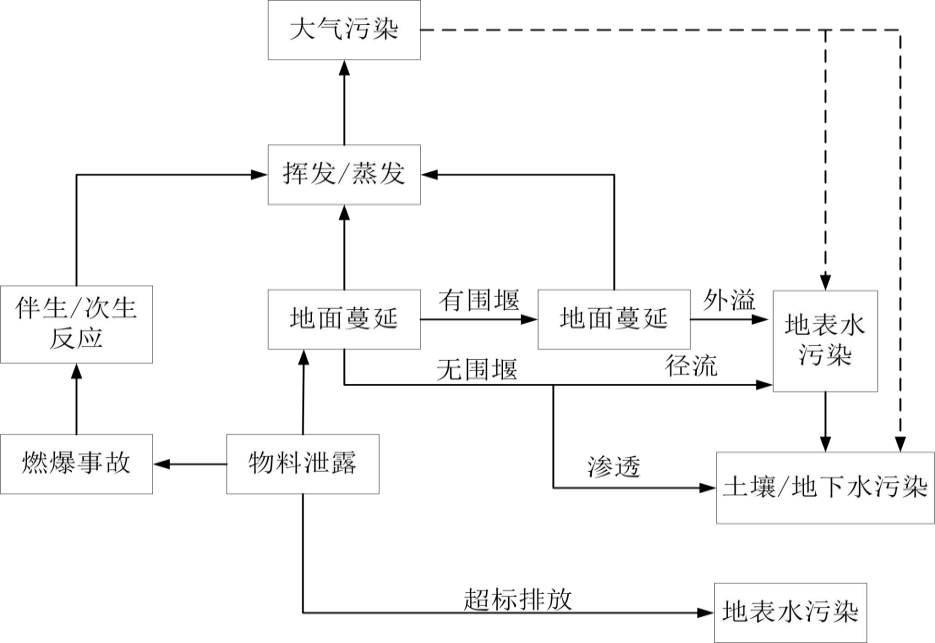 大气污染
挥发/蒸发
伴生/次生
反应
地面蔓延
有围堰
地面蔓延
外溢
地表水
污染
无围堰
径流
燃爆事故
物料泄露
渗透
土壤/地下水污染
超标排放
地表水污染